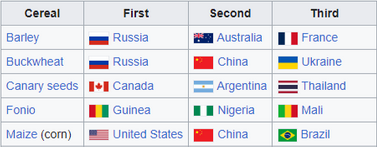 Cereal First Second Third
Barley Russia Australia France
Buckwheat Russia China Ukraine
Canary seeds Canada Argentina Thailand
Fonio Guinea Nigeria Mali
Maize (corn) United States China Brazil